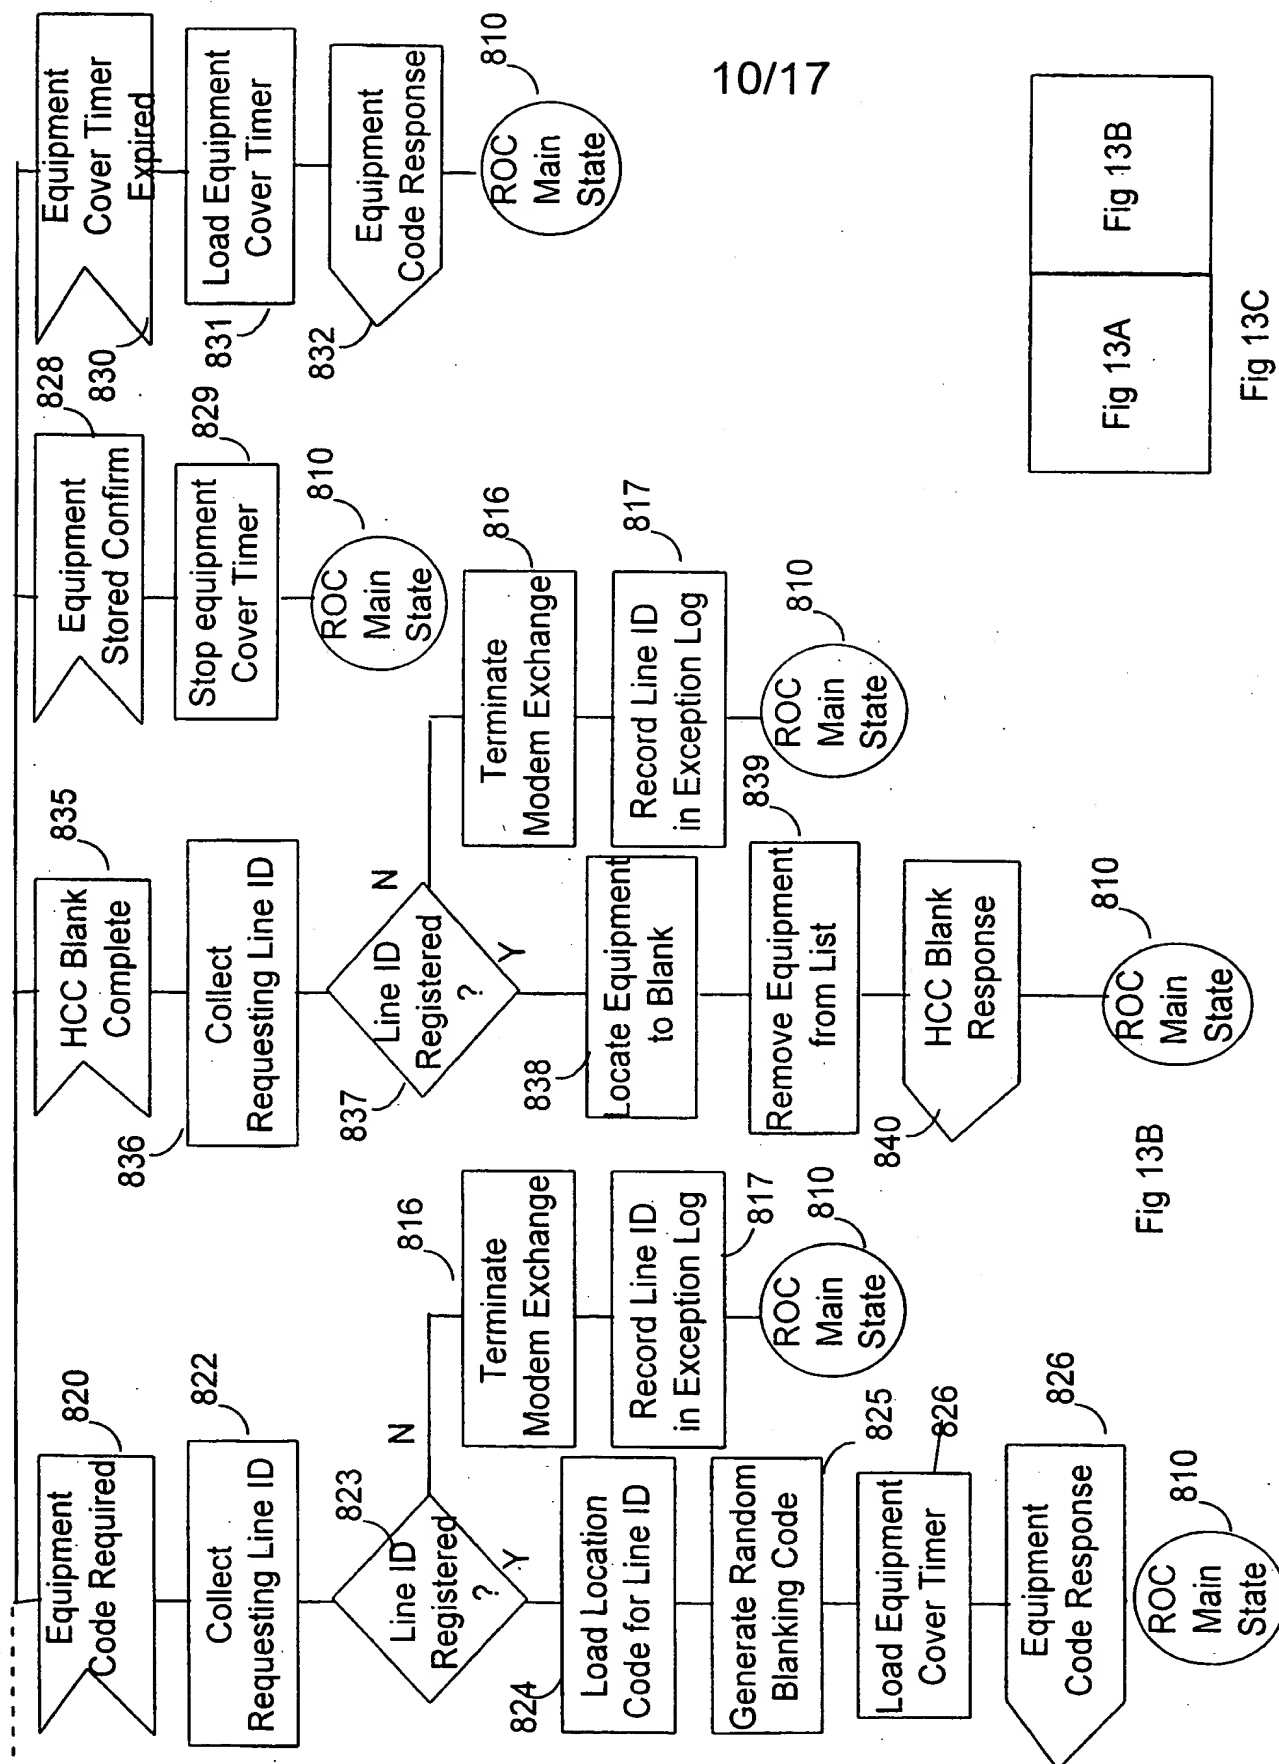 10/17
Equipment
Code Required
820
Collect
Requesting Line ID
822
Line ID
Registered
?
823
N
Y
Terminate
Modem Exchange
816
Record Line ID
in Exception Log
817
ROC
Main
State
810
Load Location
Code for Line ID
824
Generate Random
Blanking Code
825
Load Equipment
Cover Timer
826
Equipment
Code Response
826
ROC
Main
State
810
HCC Blank
Complete
835
Collect
Requesting Line ID
836
Line ID
Registered
?
837
N
Y
Terminate
Modem Exchange
816
Record Line ID
in Exception Log
817
ROC
Main
State
810
Locate Equipment
to Blank
838
Remove Equipment
from List
839
HCC Blank
Response
840
ROC
Main
State
810
Equipment
Stored Confirm
828
Stop equipment
Cover Timer
829
ROC
Main
State
810
Equipment
Cover Timer
Expired
830
Load Equipment
Cover Timer
831
Equipment
Code Response
832
ROC
Main
State
810
Fig 13B
Fig 13A
Fig 13B
Fig 13C